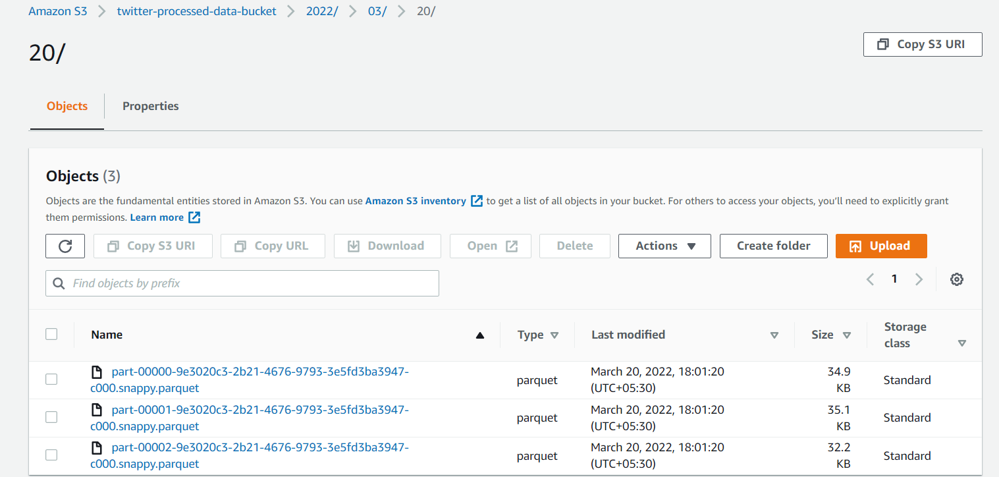 Amazon S3 twitter-processed-data-bucket 2022/ 03/ 20/
20/
Copy S3 URI
Objects Properties
Objects (3)
Objects are the fundamental entities stored in Amazon S3. You can use Amazon S3 inventory to get a list of all objects in your bucket. For others to access your objects, you'll need to explicitly grant
them permissions. Learn more
Copy S3 URI Copy URL Download Open Delete Actions Create folder Upload
Find objects by prefix
1
Name Type Last modified Size Storage
class
part-00000-9e3020c3-2b21-4676-9793-3e5fd3ba3947-
c000.snappy.parquet
parquet
March 20, 2022, 18:01:20
(UTC+05:30)
34.9
KB
Standard
part-00001-9e3020c3-2b21-4676-9793-3e5fd3ba3947-
c000.snappy.parquet
parquet
March 20, 2022, 18:01:20
(UTC+05:30)
35.1
KB
Standard
part-00002-9e3020c3-2b21-4676-9793-3e5fd3ba3947-
c000.snappy.parquet
parquet
March 20, 2022, 18:01:20
(UTC+05:30)
32.2
KB
Standard